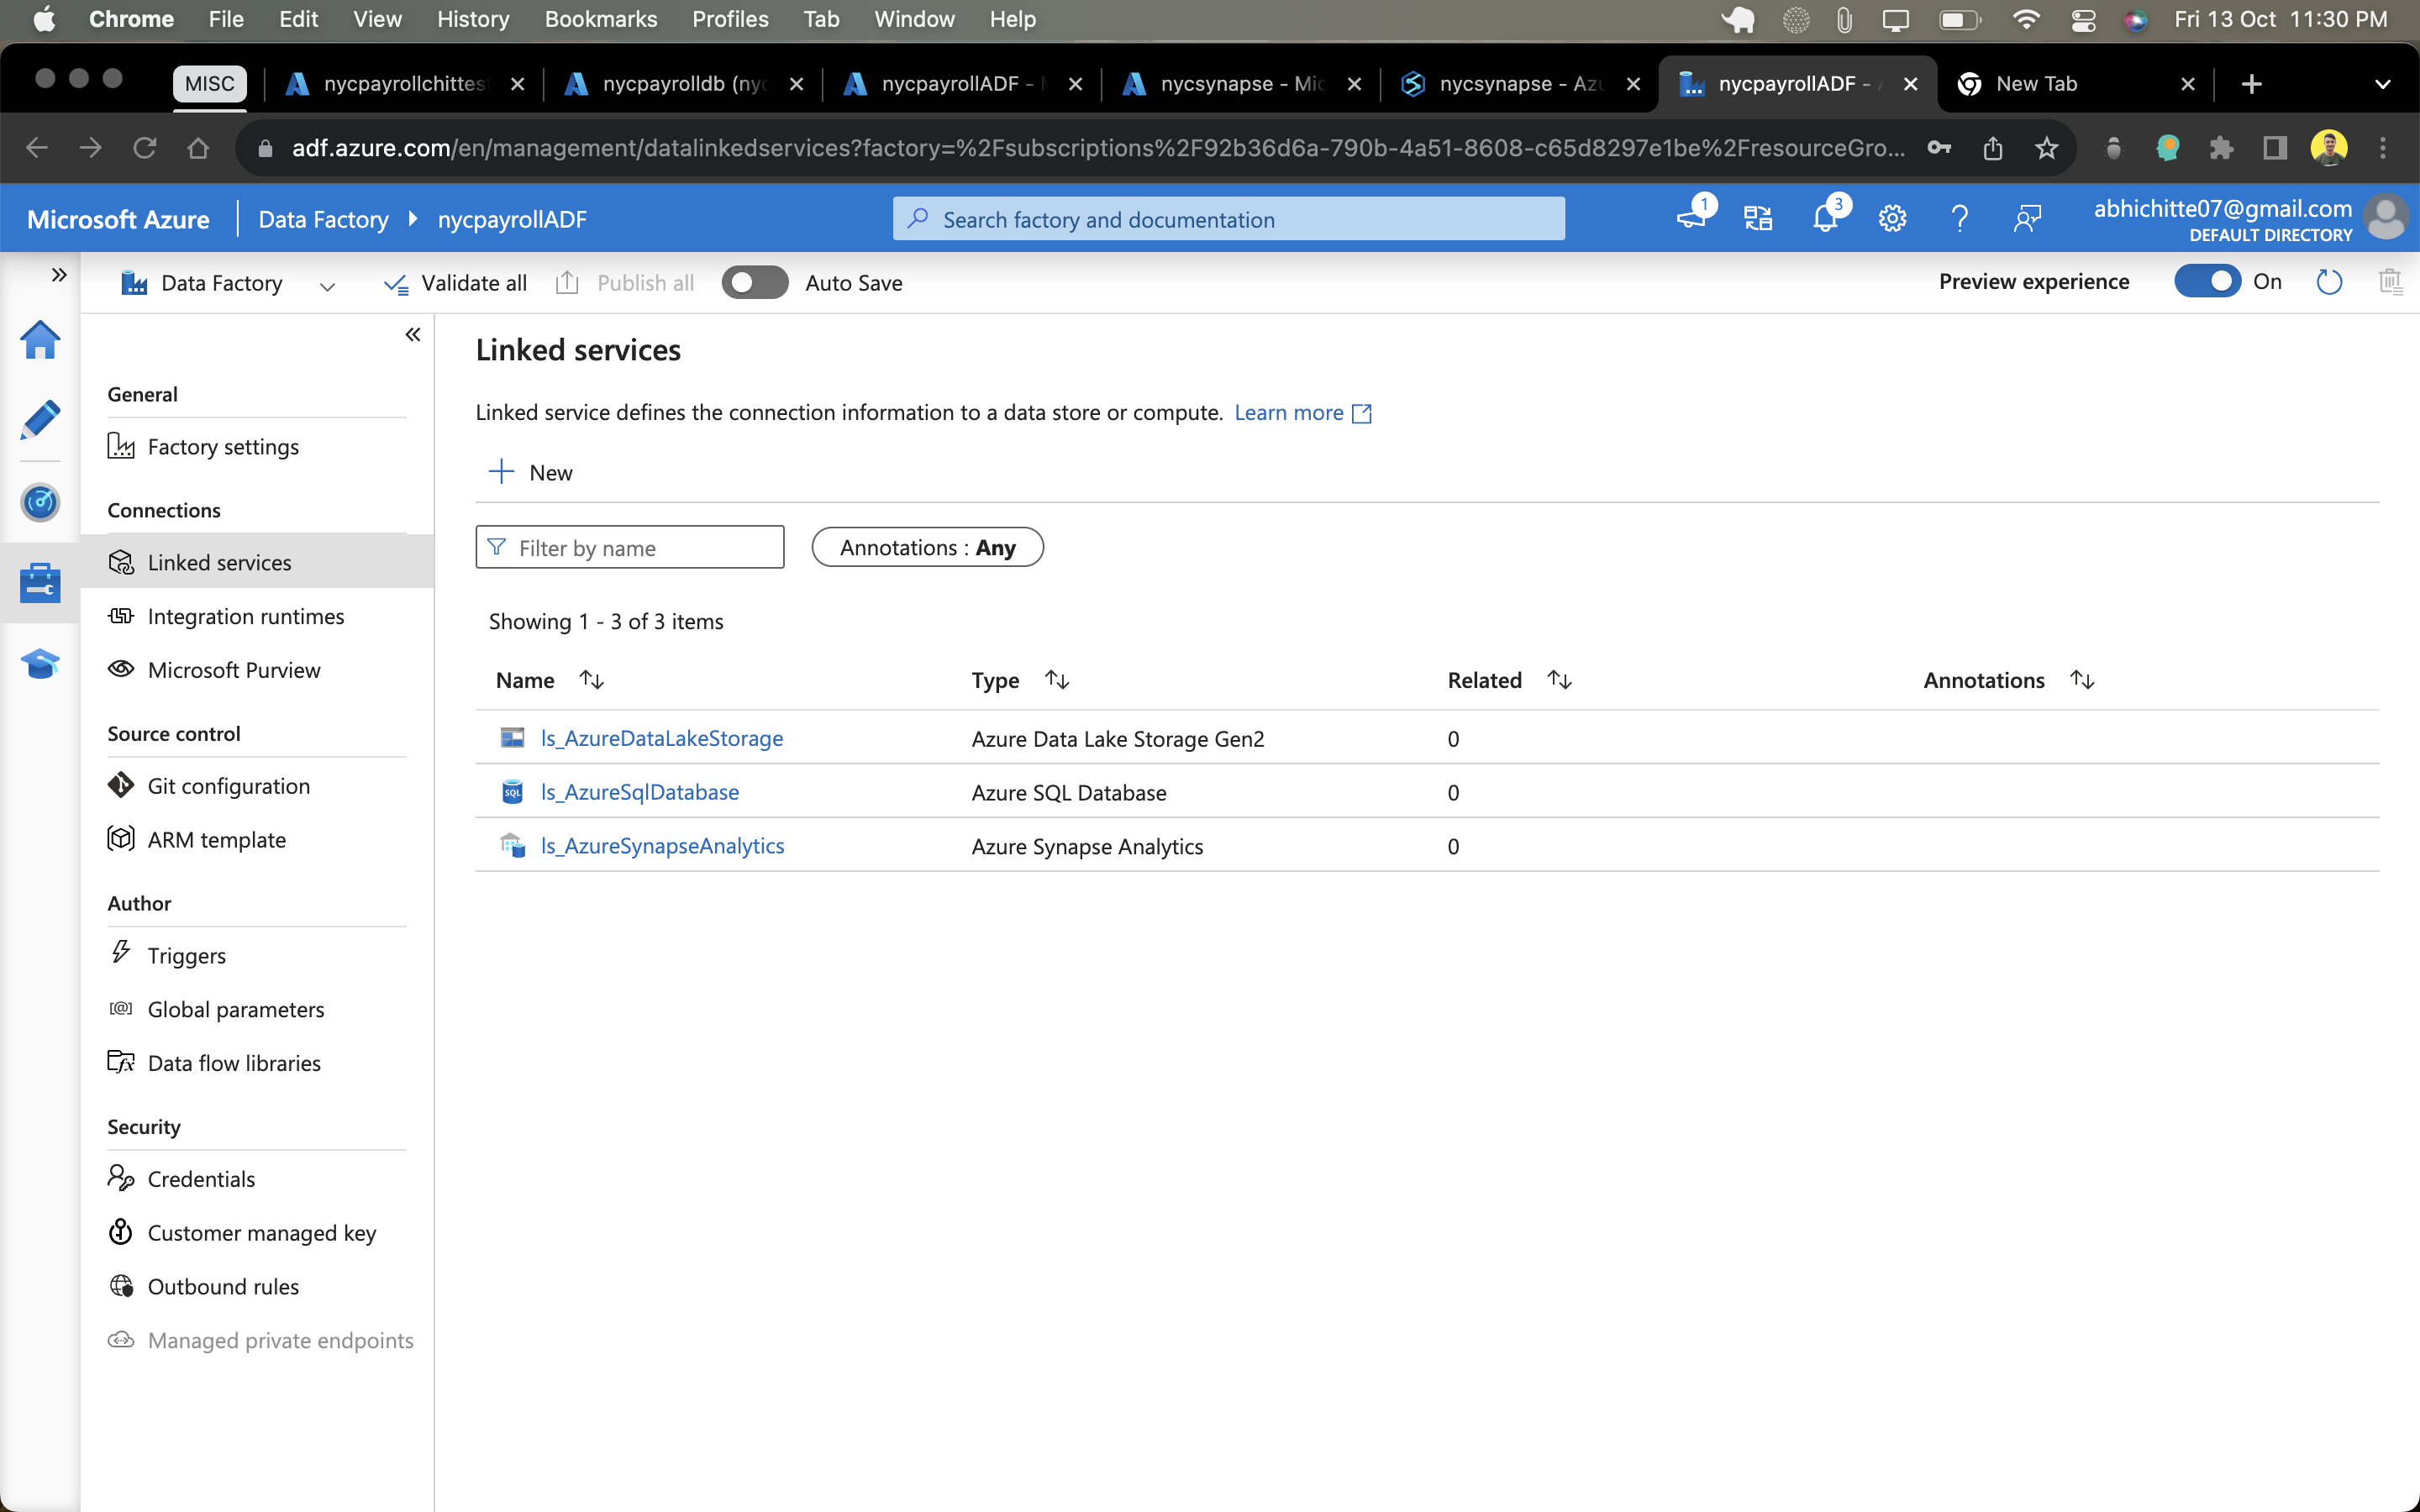 Chrome File Edit View History Bookmarks Profiles Tab Window Help Fri 13 Oct 11:30 PM
MISC nycpayrollchittes nycpayrolldb (nyc nycpayrollADF - nycsynapse - Mic nycsynapse - Azu nycpayrollADF - New Tab
adf.azure.com/en/management/datalinkedservices?factory=%2Fsubscriptions%2F92b36d6a-790b-4a51-8608-c65d8297e1be%2FresourceGro...
Microsoft Azure Data Factory nycpayrollADF Search factory and documentation 1 3 abhichitte07@gmail.com
DEFAULT DIRECTORY
Data Factory Validate all Publish all Auto Save Preview experience On
General
Factory settings
Connections
Linked services
Integration runtimes
Microsoft Purview
Source control
Git configuration
ARM template
Author
Triggers
Global parameters
Data flow libraries
Security
Credentials
Customer managed key
Outbound rules
Managed private endpoints
Linked services
Linked service defines the connection information to a data store or compute. Learn more
New
Filter by name Annotations : Any
Showing 1 - 3 of 3 items
Name Type Related Annotations
ls_AzureDataLakeStorage Azure Data Lake Storage Gen2 0
SQL ls_AzureSqlDatabase Azure SQL Database 0
ls_AzureSynapseAnalytics Azure Synapse Analytics 0